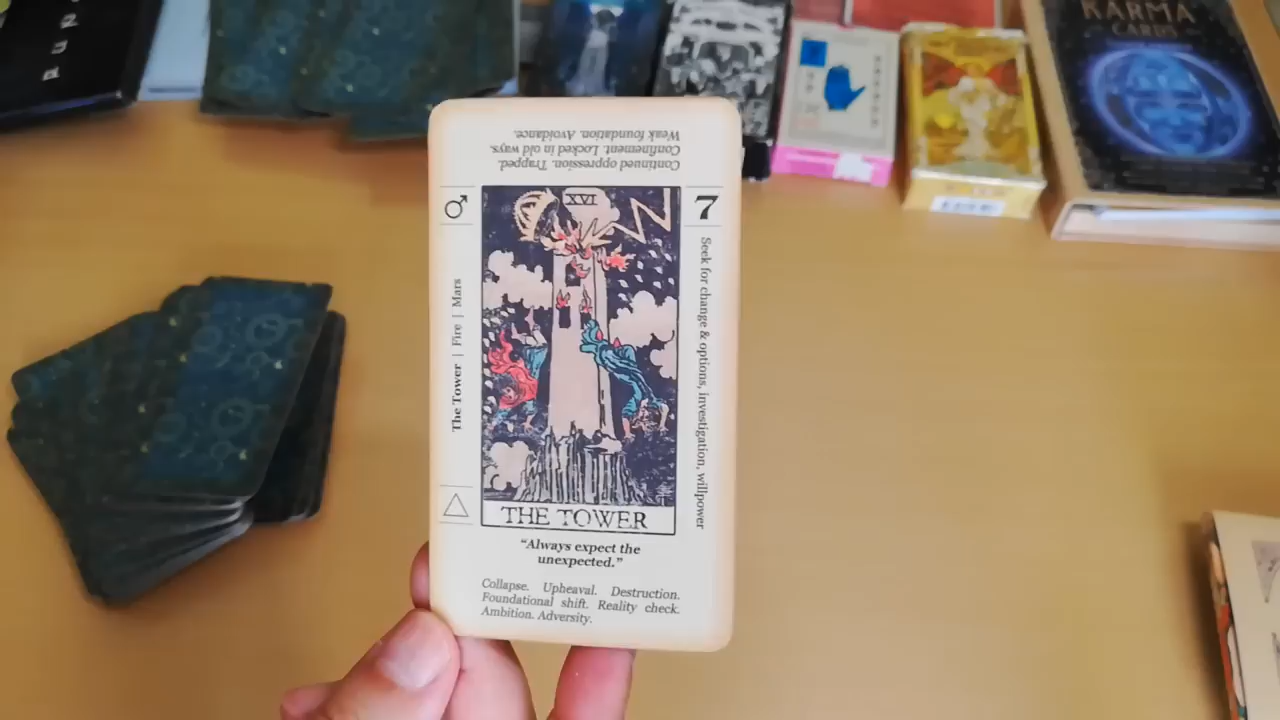 KARMA
CARDS
Continued oppression. Trapped.
Confinement. Locked in old ways.
Weak foundation. Avoidance.
♂
7
XVI
The Tower | Fire | Mars
Seek for change & options, investigation, willpower
THE TOWER
“Always expect the
unexpected.”
Collapse. Upheaval. Destruction.
Foundational shift. Reality check.
Ambition. Adversity.